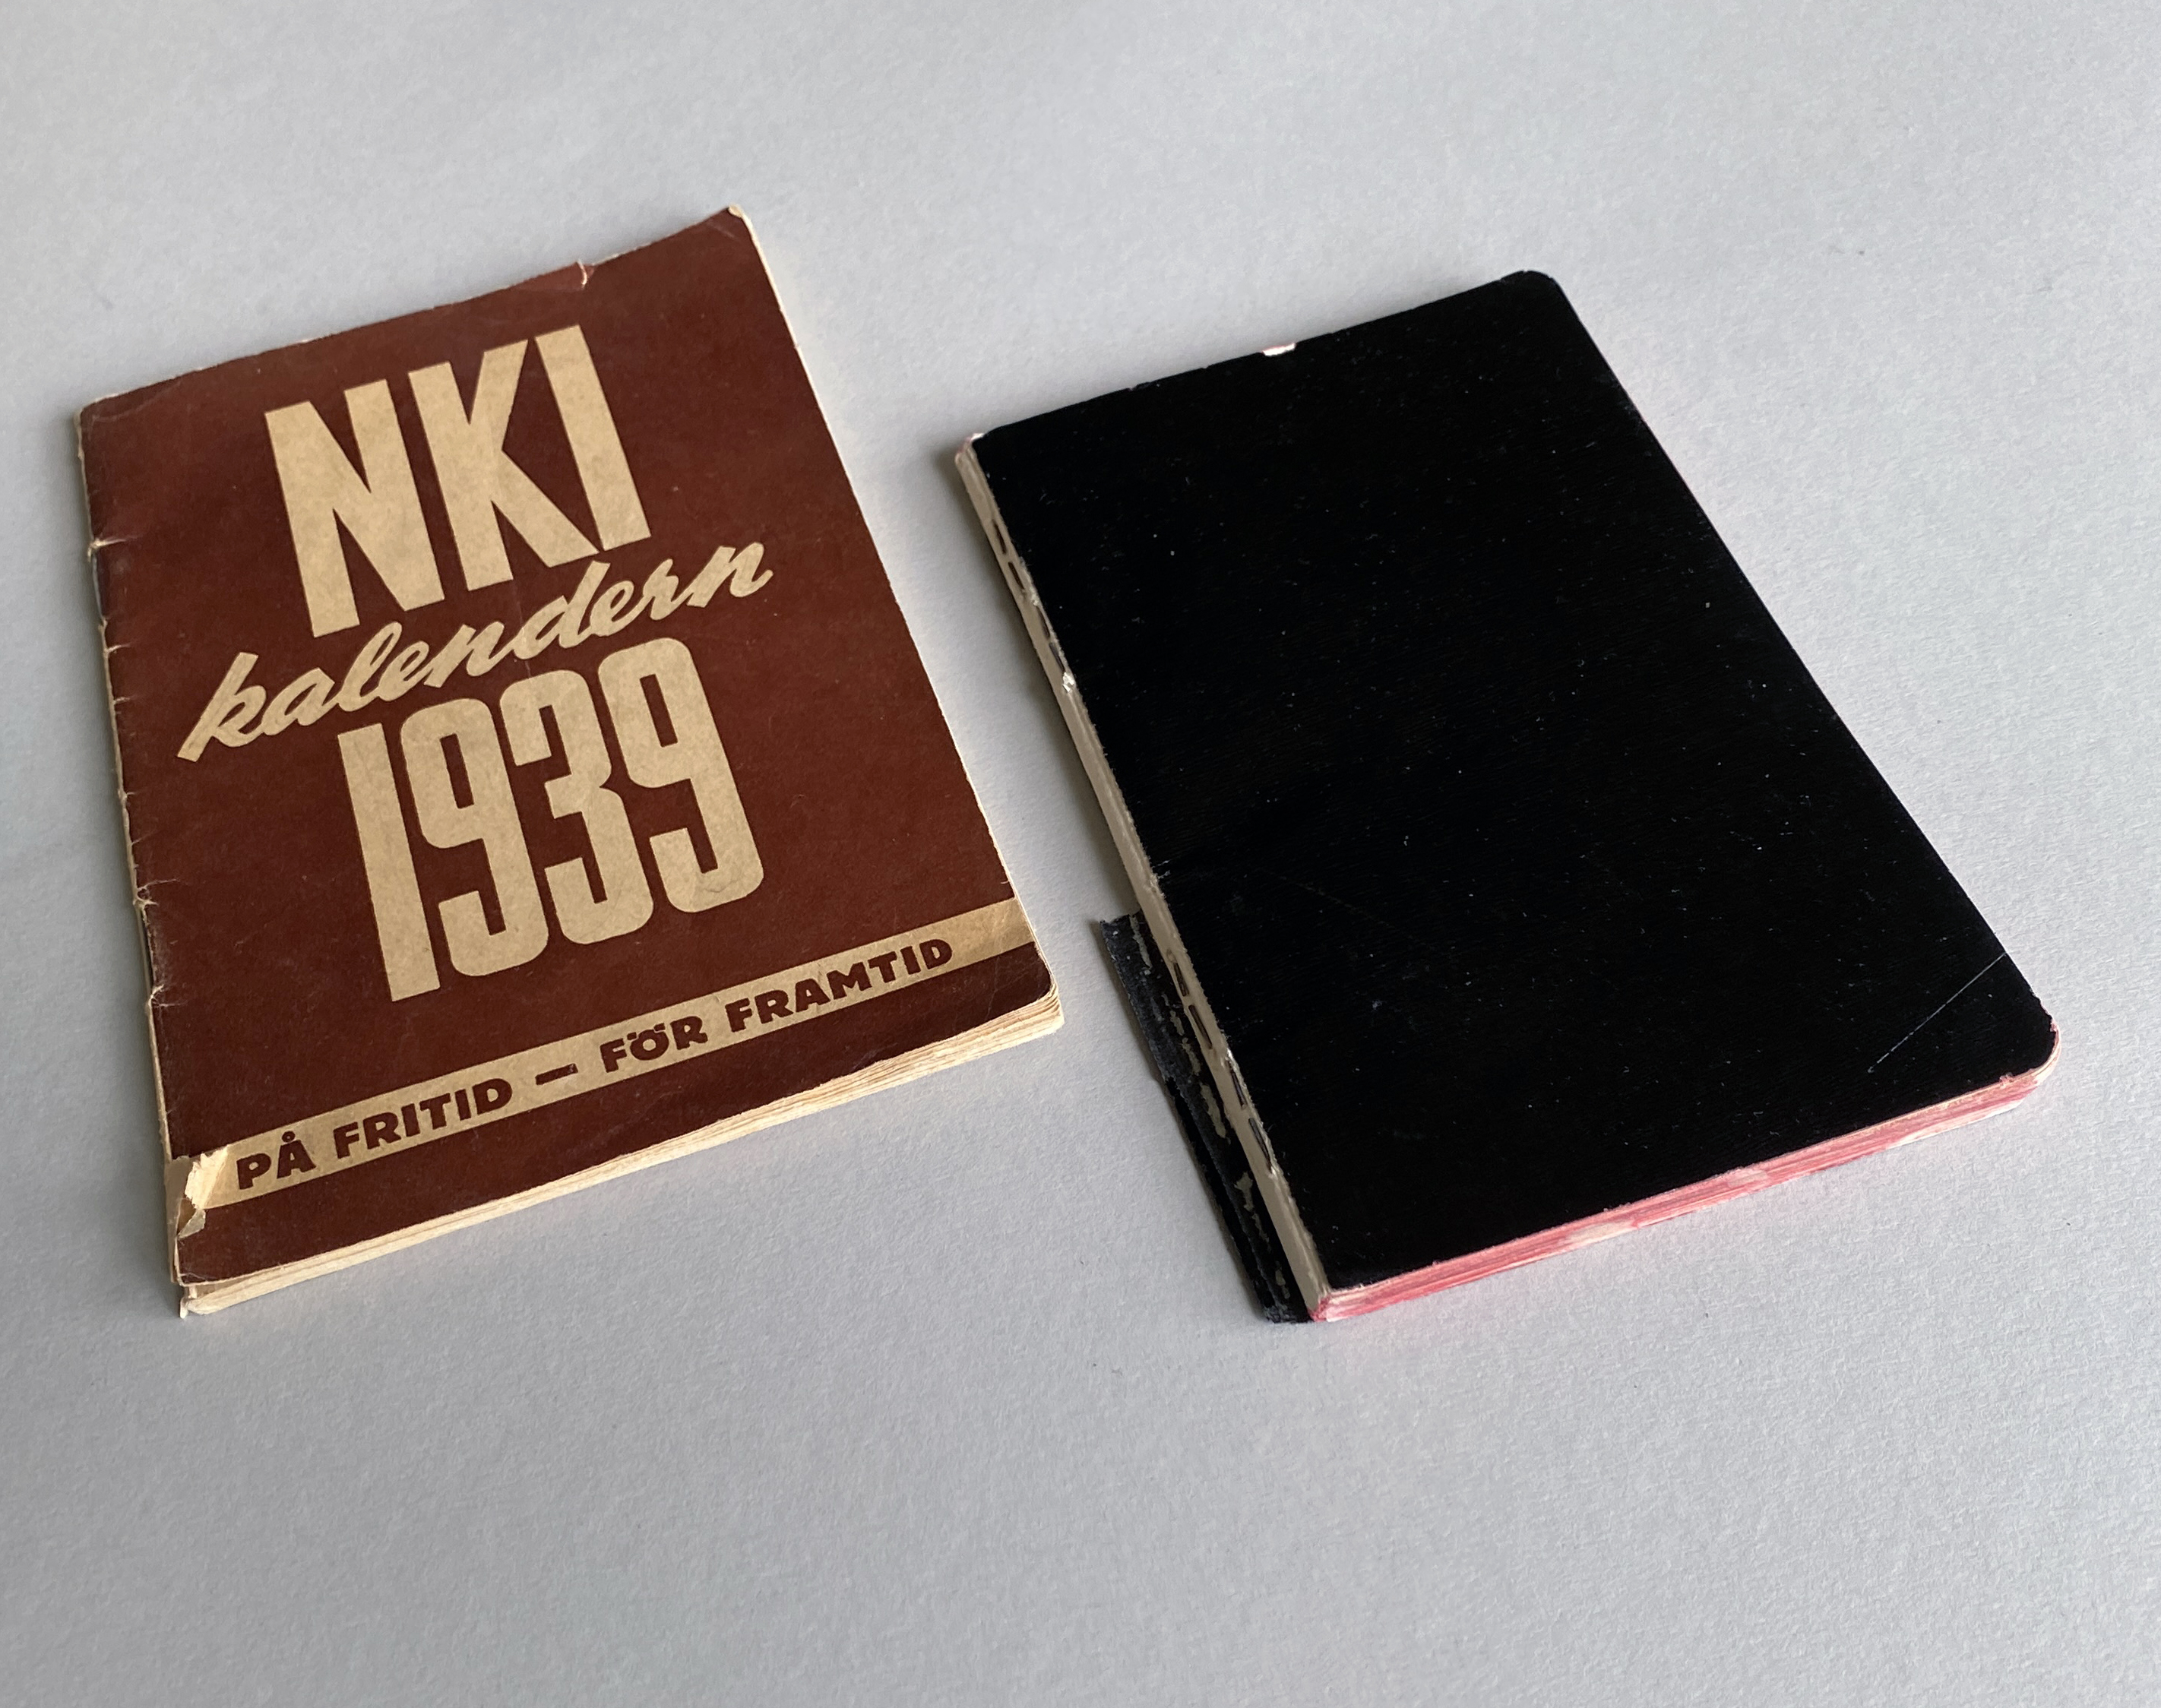 NKI
kalendern
1939
PÅ FRITID – FÖR FRAMTID